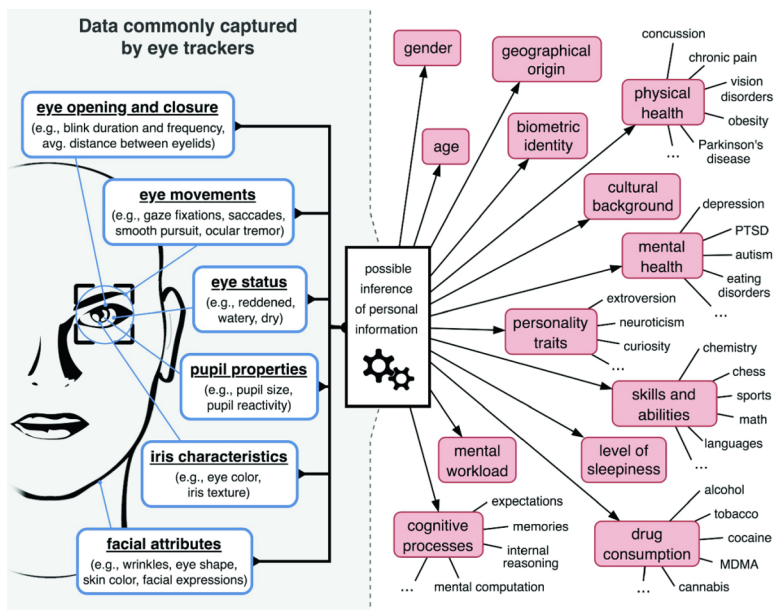 Data commonly captured
by eye trackers
eye opening and closure
(e.g., blink duration and frequency,
avg. distance between eyelids)
eye movements
(e.g., gaze fixations, saccades,
smooth pursuit, ocular tremor)
eye status
(e.g., reddened,
watery, dry)
pupil properties
(e.g., pupil size,
pupil reactivity)
iris characteristics
(e.g., eye color,
iris texture)
facial attributes
(e.g., wrinkles, eye shape,
skin color, facial expressions)
possible
inference
of personal
information
gender
geographical
origin
age
biometric
identity
physical
health
concussion
chronic pain
vision
disorders
obesity
Parkinson's
disease
...
cultural
background
mental
health
depression
PTSD
autism
eating
disorders
...
personality
traits
extroversion
neuroticism
curiosity
...
skills and
abilities
chemistry
chess
sports
math
languages
...
mental
workload
level of
sleepiness
cognitive
processes
expectations
memories
internal
reasoning
mental computation
...
drug
consumption
alcohol
tobacco
cocaine
MDMA
cannabis
...